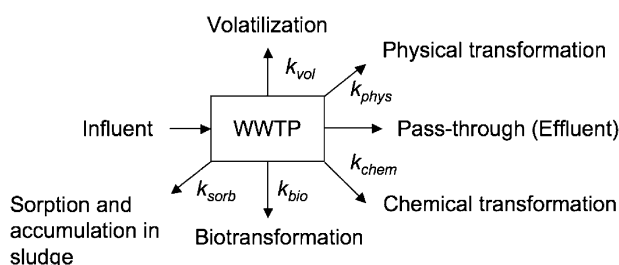 Volatilization
Physical transformation
k_vol
k_phys
Influent
WWTP
Pass-through (Effluent)
k_chem
k_sorb
k_bio
Sorption and
accumulation in
sludge
Chemical transformation
Biotransformation